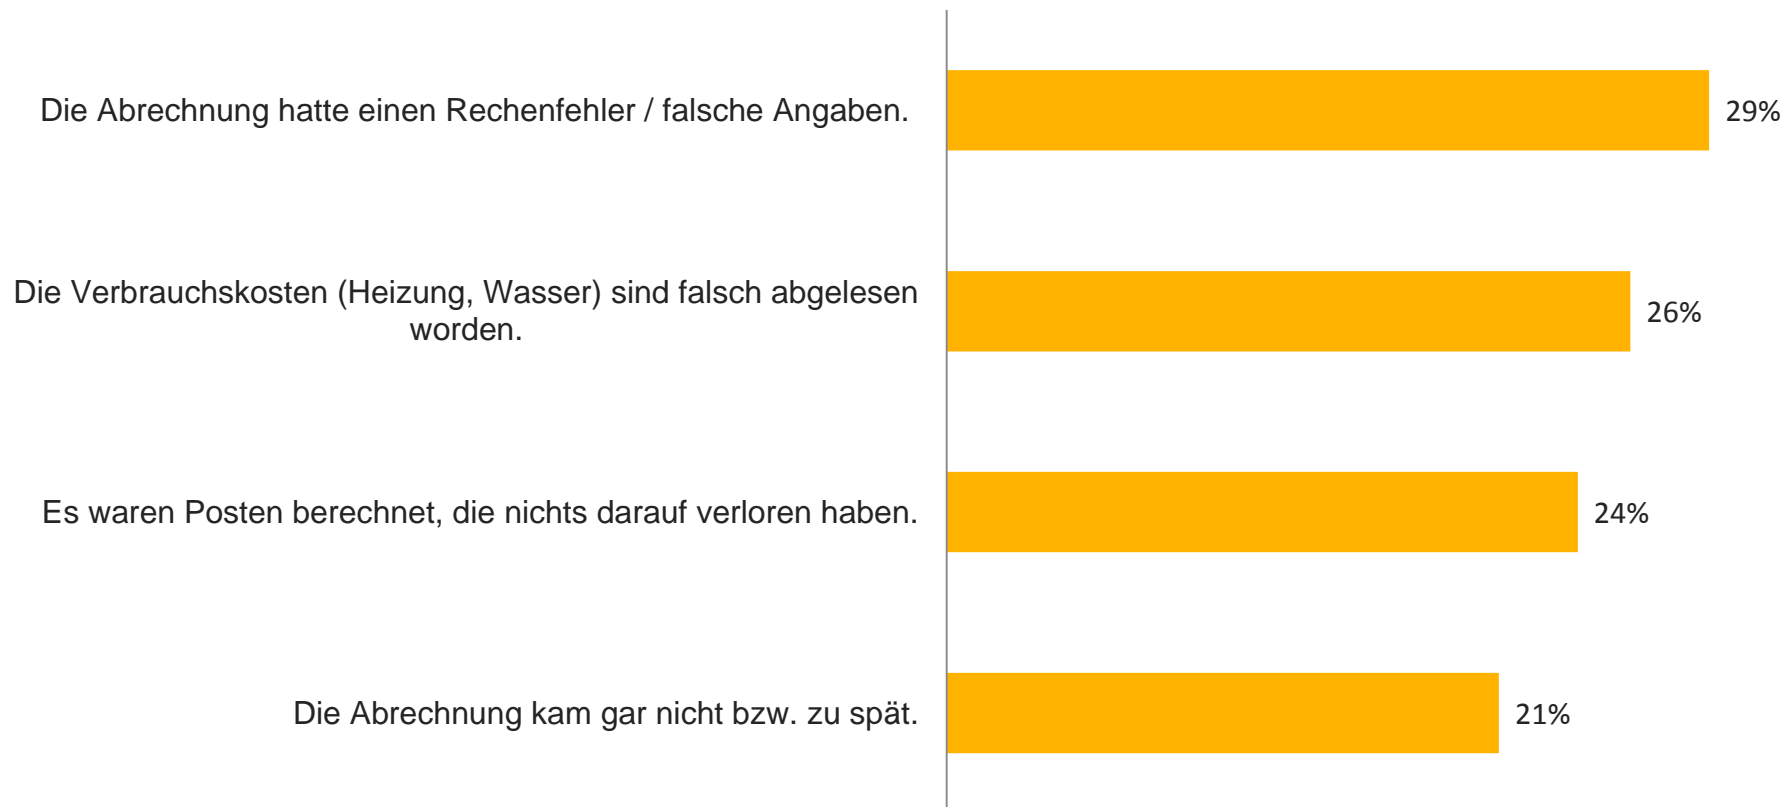 Die Abrechnung hatte einen Rechenfehler / falsche Angaben.
29%
Die Verbrauchskosten (Heizung, Wasser) sind falsch abgelesen
worden.
26%
Es waren Posten berechnet, die nichts darauf verloren haben.
24%
Die Abrechnung kam gar nicht bzw. zu spät.
21%